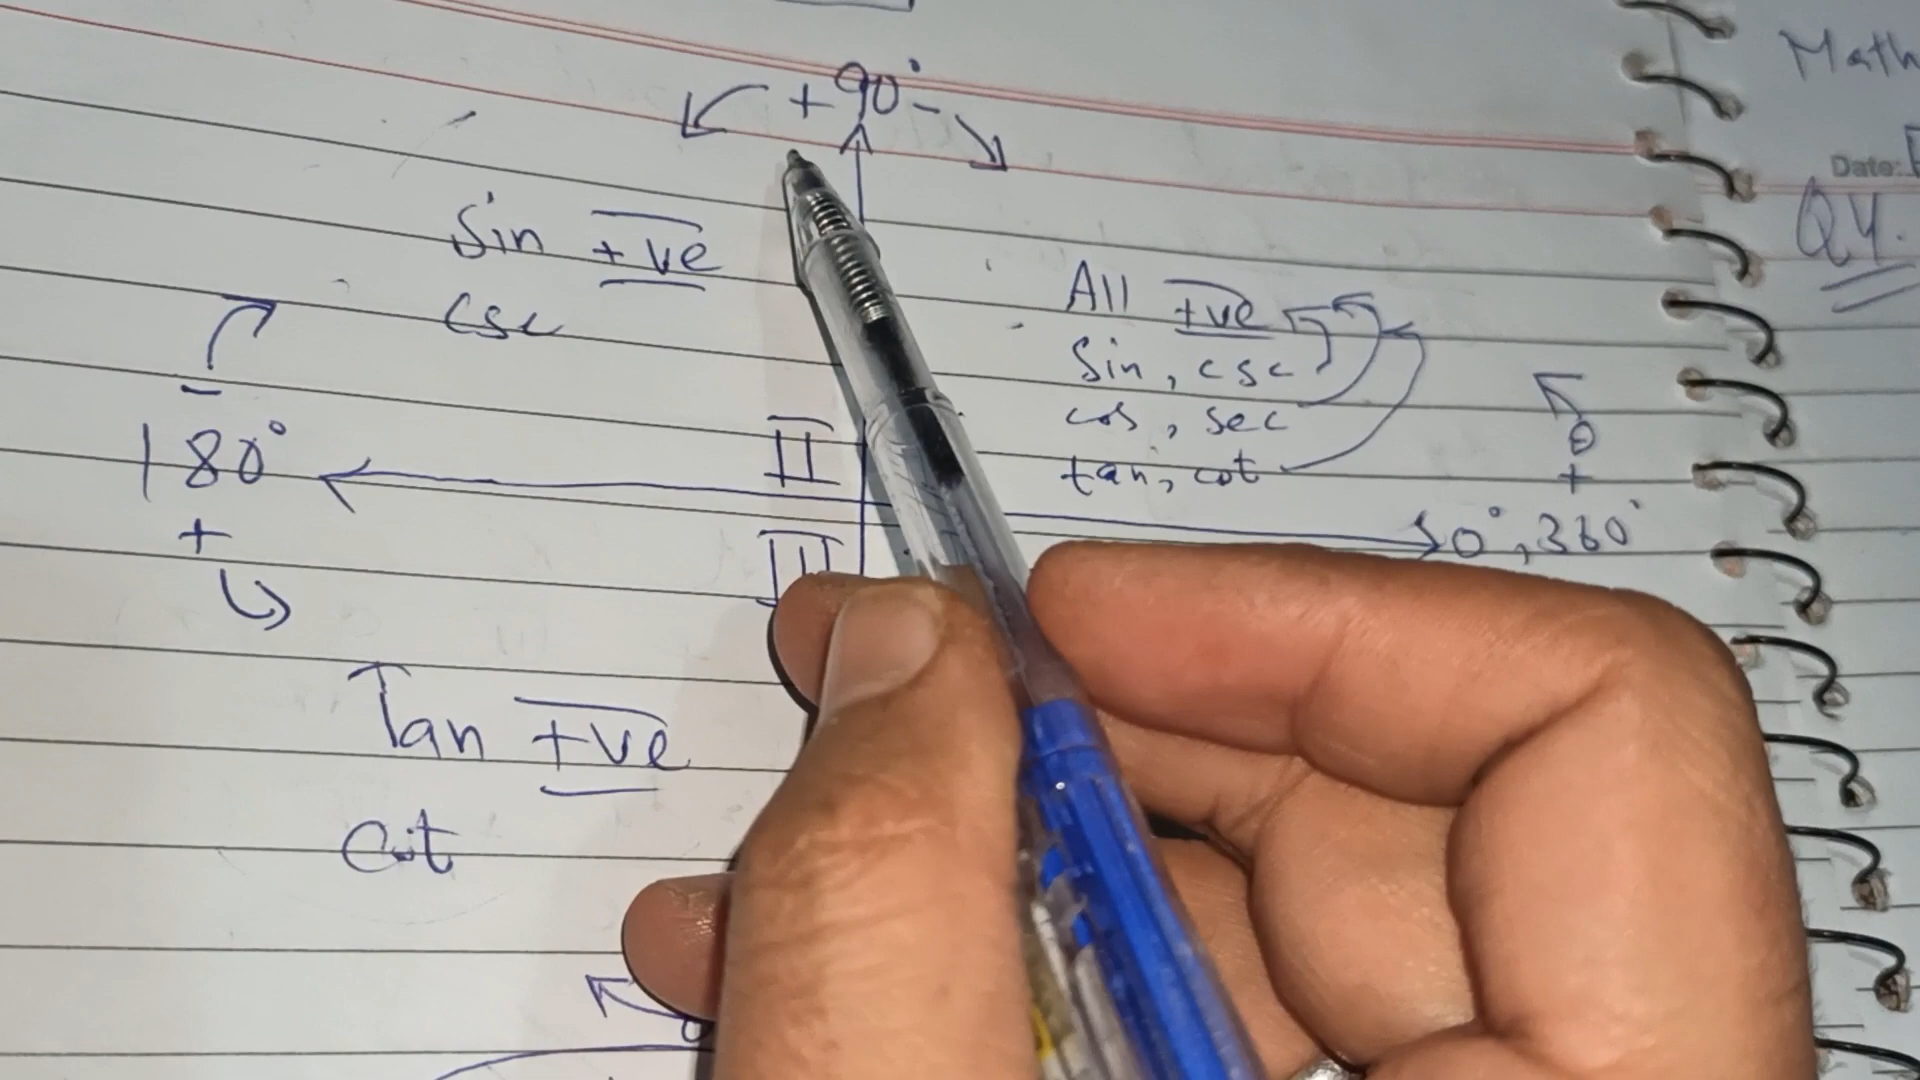 Math
Date:
Q4.
+90°-
Sin +ve
csc
All +ve
Sin, csc
cos, sec
tan, cot
-
180°
+
II
III
θ
+
0°, 360°
Tan +ve
Cot